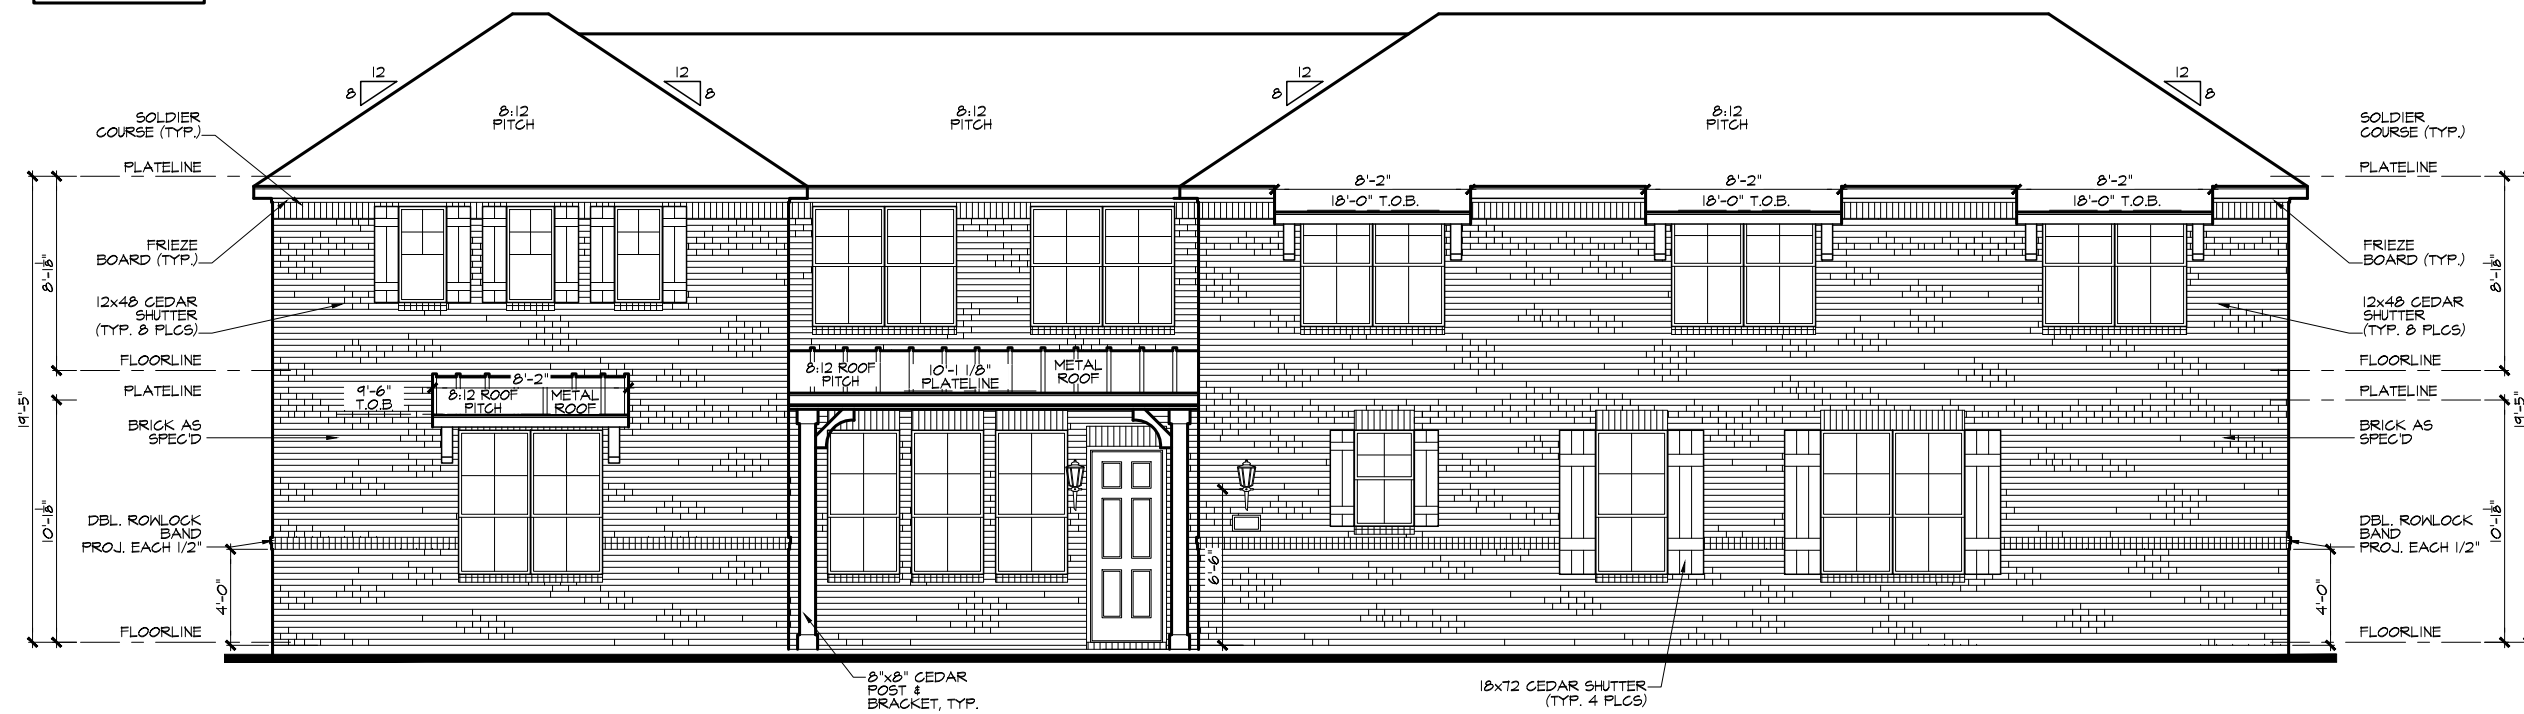 12
8
12
8
12
8
12
8
8:12
PITCH
8:12
PITCH
8:12
PITCH
SOLDIER
COURSE (TYP.)
PLATELINE
FRIEZE
BOARD (TYP.)
12x48 CEDAR
SHUTTER
(TYP. 8 PLCS)
FLOORLINE
PLATELINE
BRICK AS
SPEC'D
DBL. ROWLOCK
BAND
PROJ. EACH 1/2"
FLOORLINE
19'-5"
8'-1 1/8"
10'-1 1/8"
4'-0"
9'-6"
T.O.B.
8'-2"
8:12 ROOF
PITCH
METAL
ROOF
8:12 ROOF
PITCH
10'-1 1/8"
PLATELINE
METAL
ROOF
8'-2"
18'-0" T.O.B.
8'-2"
18'-0" T.O.B.
8'-2"
18'-0" T.O.B.
6'-6"
8"x8" CEDAR
POST &
BRACKET, TYP.
18x72 CEDAR SHUTTER
(TYP. 4 PLCS)
SOLDIER
COURSE (TYP.)
PLATELINE
FRIEZE
BOARD (TYP.)
12x48 CEDAR
SHUTTER
(TYP. 8 PLCS)
FLOORLINE
PLATELINE
BRICK AS
SPEC'D
DBL. ROWLOCK
BAND
PROJ. EACH 1/2"
FLOORLINE
8'-1 1/8"
10'-1 1/8"
19'-5"
4'-0"